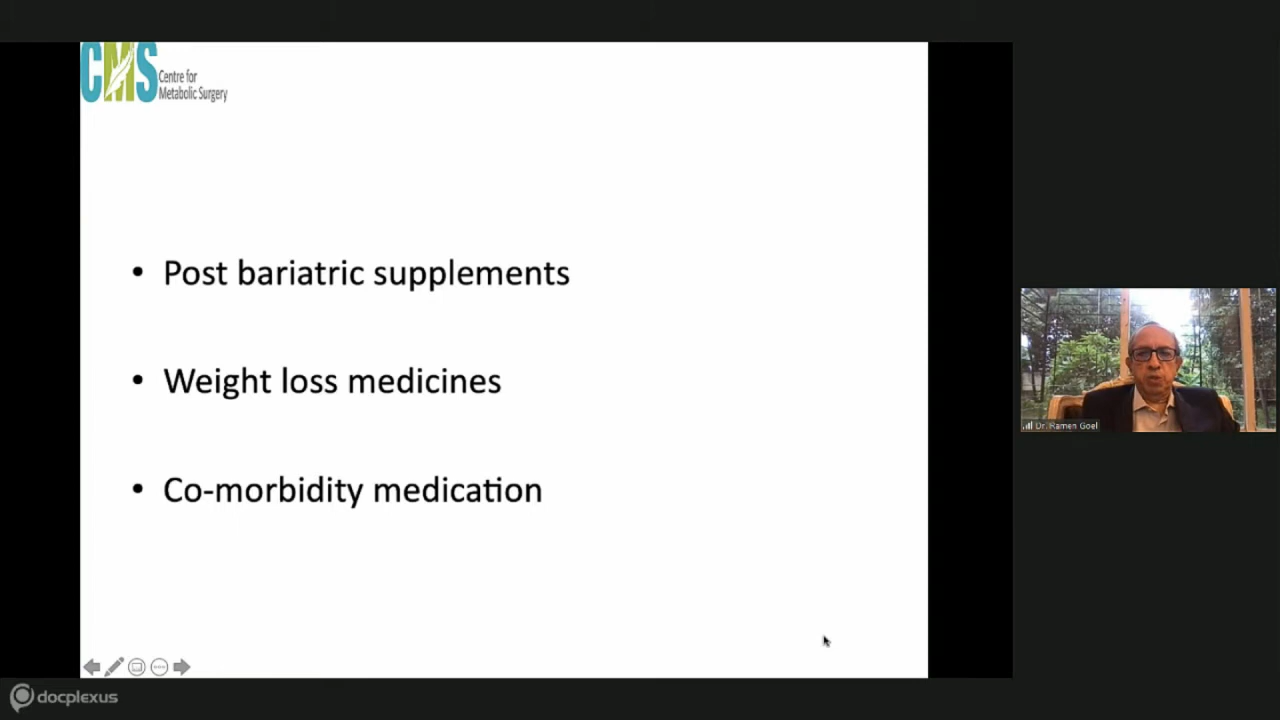 CMS Centre for
Metabolic Surgery
• Post bariatric supplements
• Weight loss medicines
• Co-morbidity medication
Dr. Ramen Goel
docplexus